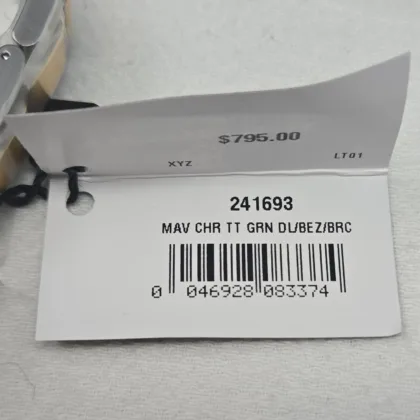 $795.00
XYZ LT01
241693
MAV CHR TT GRN DL/BEZ/BRC
0 046928 083374